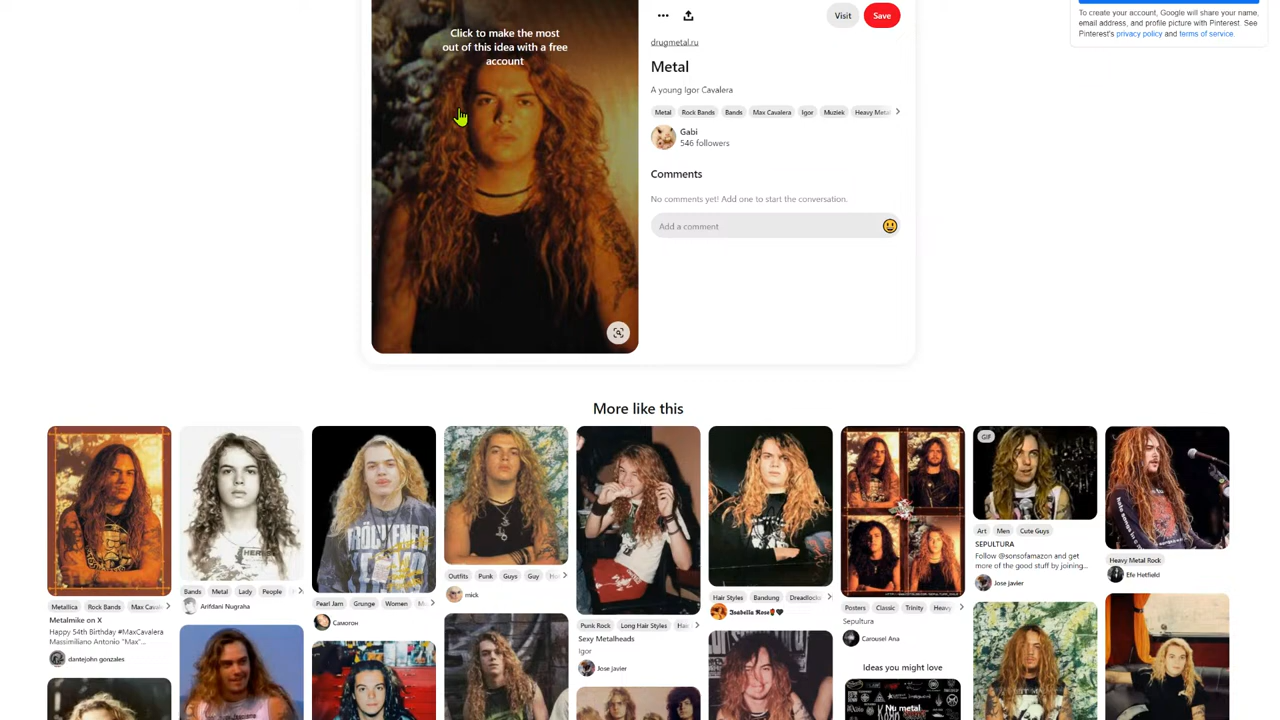 Click to make the most
out of this idea with a free
account
Visit
Save
To create your account, Google will share your name,
email address, and profile picture with Pinterest. See
Pinterest's privacy policy and terms of service.
drugmetal.ru
Metal
A young Igor Cavalera
Metal
Rock Bands
Bands
Max Cavalera
Igor
Muziek
Heavy Metal
Gabi
546 followers
Comments
No comments yet! Add one to start the conversation.
Add a comment
More like this
Metallica
Rock Bands
Max Caval
Metalmike on X
Happy 54th Birthday #MaxCavalera
Massimiliano Antonio "Max"...
dantejohn gonzales
Bands
Metal
Lady
People
Arifdani Nugraha
Pearl Jam
Grunge
Women
Самогон
Outfits
Punk
Guys
Guy
mick
Punk Rock
Long Hair Styles
Sexy Metalheads
Igor
Jose javier
Hair Styles
Bandung
Dreadlocks
Isabella Rose
Posters
Classic
Trinity
Heavy
Sepultura
Carousel Ana
Ideas you might love
Nu metal
GIF
Art
Men
Cute Guys
SEPULTURA
Follow @sonsofamazon and get
more of the good stuff by joining...
Jose Javier
Heavy Metal Rock
Efe Hetfield